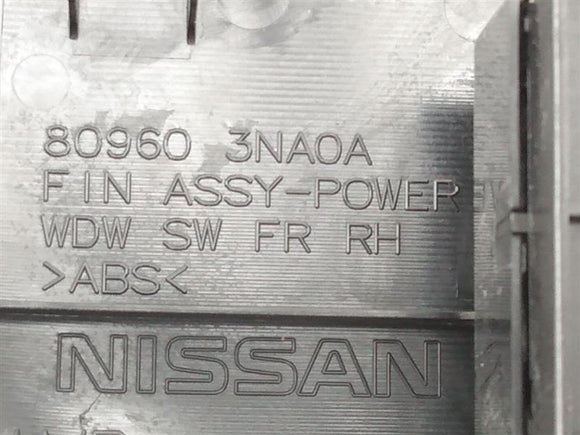 80960 3NA0A
FIN ASSY-POWER
WDW SW FR RH
>ABS<
NISSAN